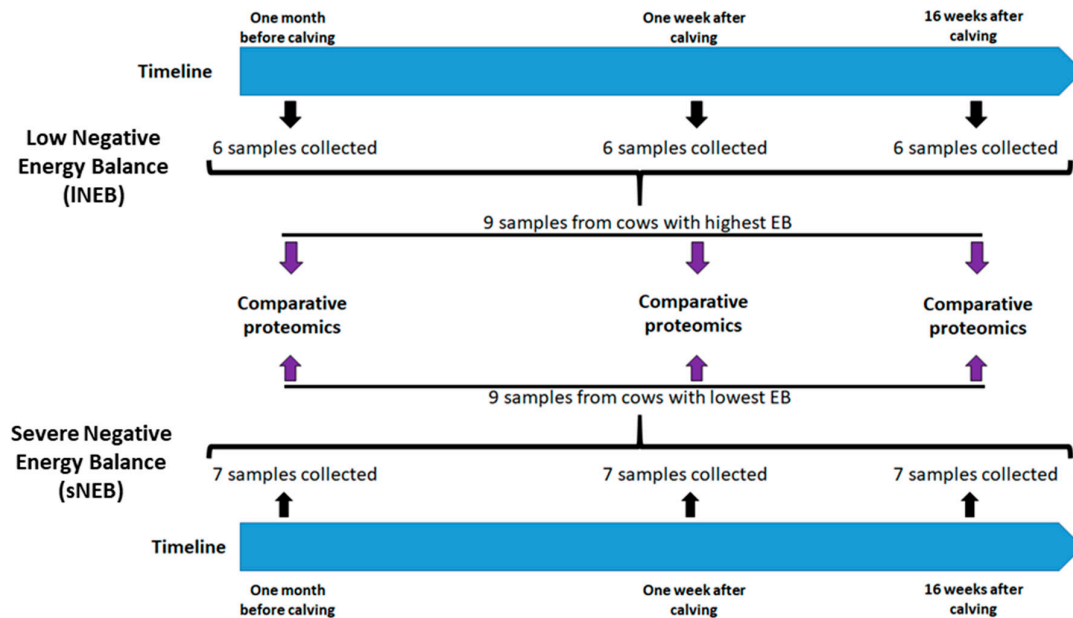 One month
before calving
One week after
calving
16 weeks after
calving
Timeline
Low Negative
Energy Balance
(lNEB)
6 samples collected
6 samples collected
6 samples collected
9 samples from cows with highest EB
Comparative
proteomics
Comparative
proteomics
Comparative
proteomics
9 samples from cows with lowest EB
Severe Negative
Energy Balance
(sNEB)
7 samples collected
7 samples collected
7 samples collected
Timeline
One month
before calving
One week after
calving
16 weeks after
calving